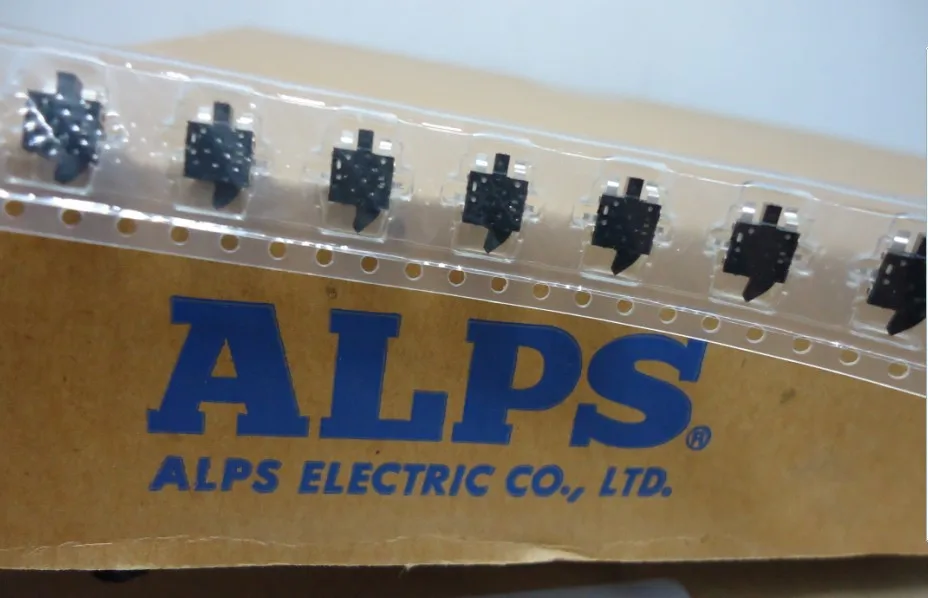 ALPS®
ALPS ELECTRIC CO., LTD.